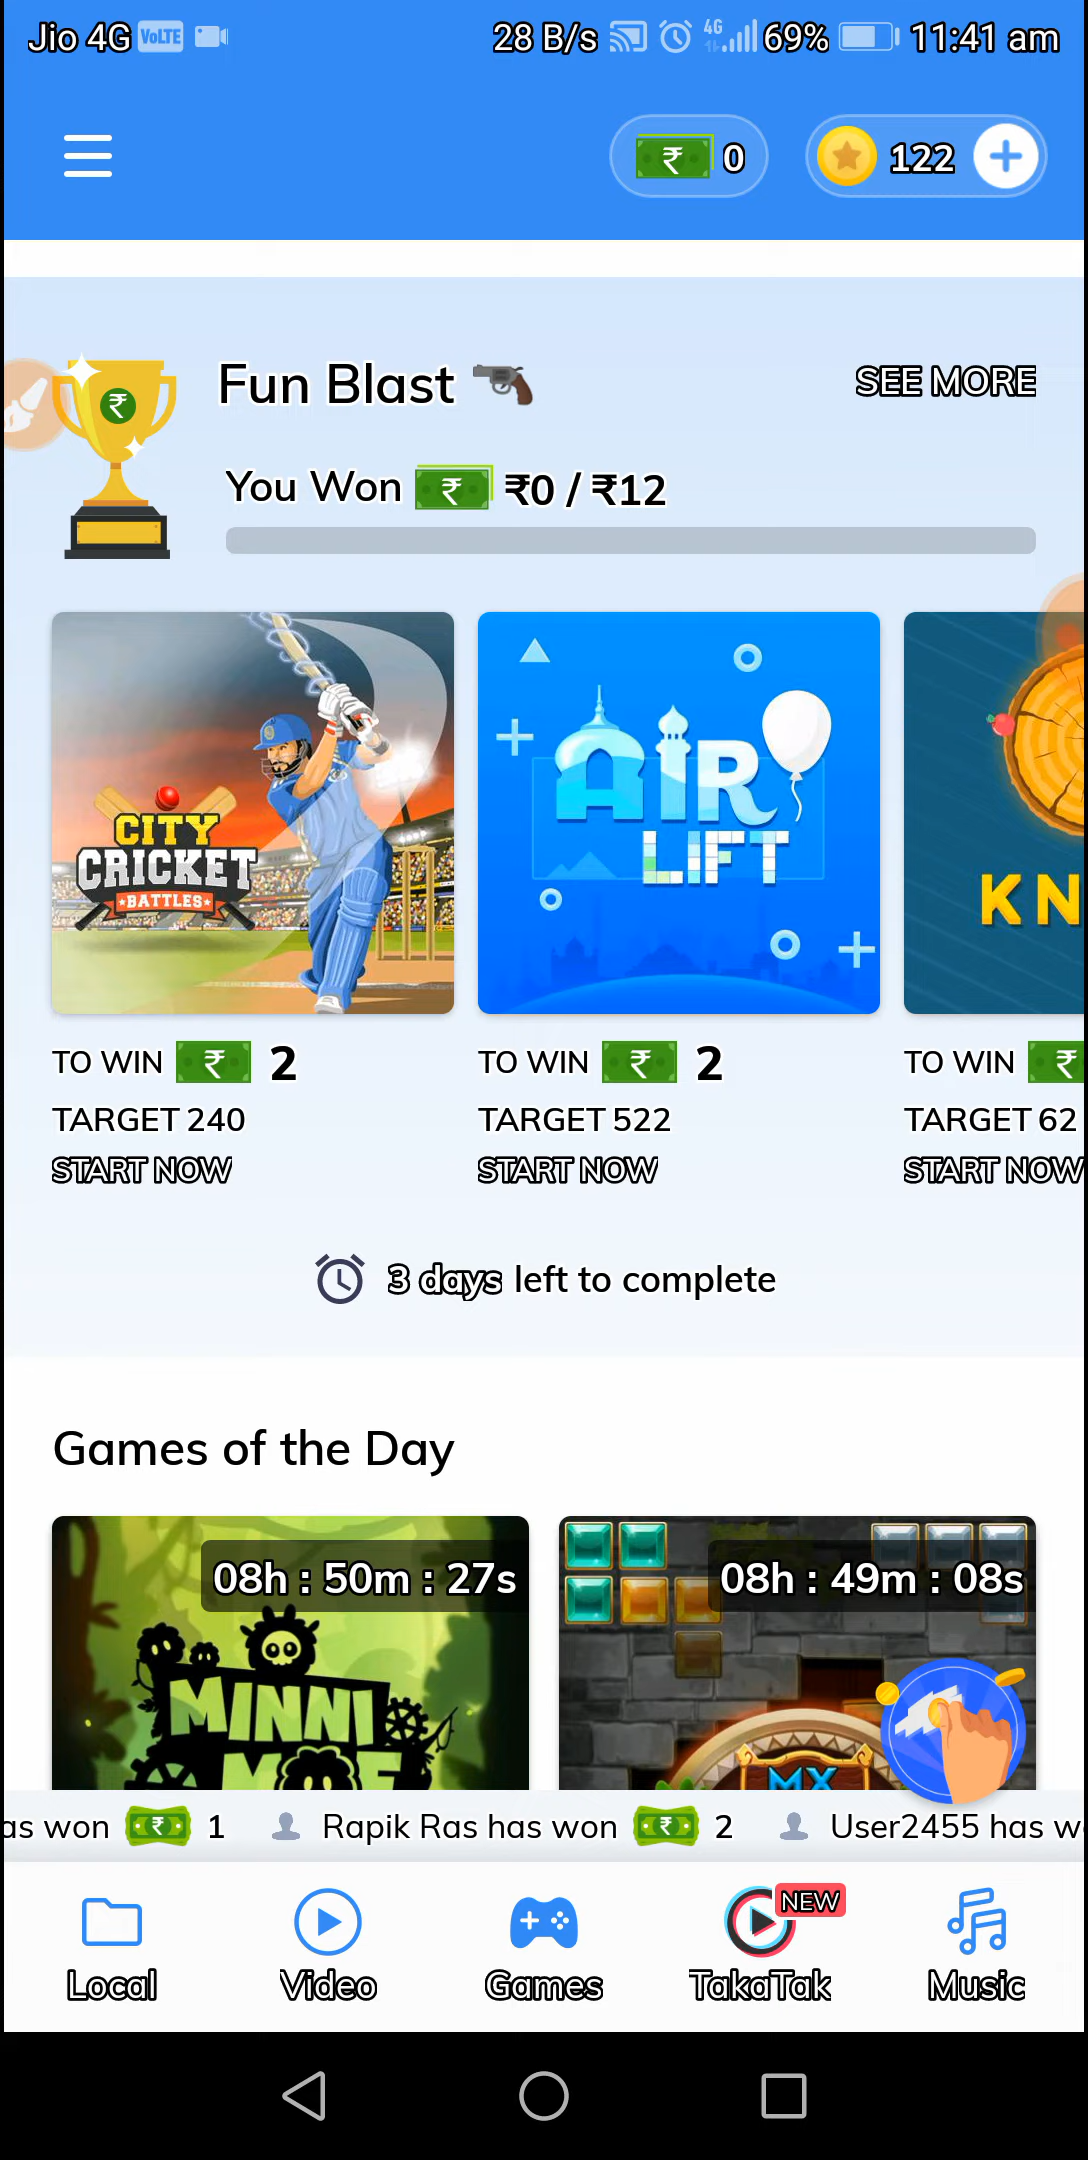 Jio 4G VoLTE 28 B/s 4G 69% 11:41 am
₹ 0 122
Fun Blast SEE MORE
₹
You Won ₹ ₹0 / ₹12
CITY
CRICKET
BATTLES
AIR
LIFT
KN
TO WIN ₹ 2
TARGET 240
START NOW
TO WIN ₹ 2
TARGET 522
START NOW
TO WIN ₹
TARGET 62
START NOW
3 days left to complete
Games of the Day
08h : 50m : 27s
MINNI
08h : 49m : 08s
MX
as won ₹ 1 Rapik Ras has won ₹ 2 User2455 has w
Local Video Games TakaTak NEW Music